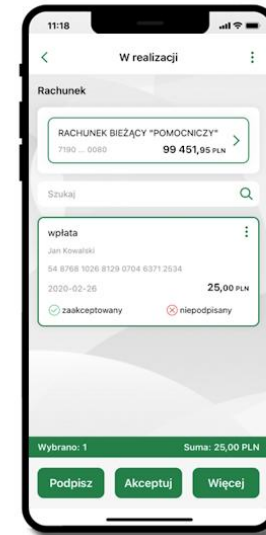 11:18
W realizacji
Rachunek
RACHUNEK BIEŻĄCY "POMOCNICZY"
7190 ... 0080 99 451,95 PLN
Szukaj
wpłata
Jan Kowalski
54 8768 1026 8129 0704 6371 2534
2020-02-26 25,00 PLN
zaakceptowany niepodpisany
Wybrano: 1 Suma: 25,00 PLN
Podpisz Akceptuj Więcej